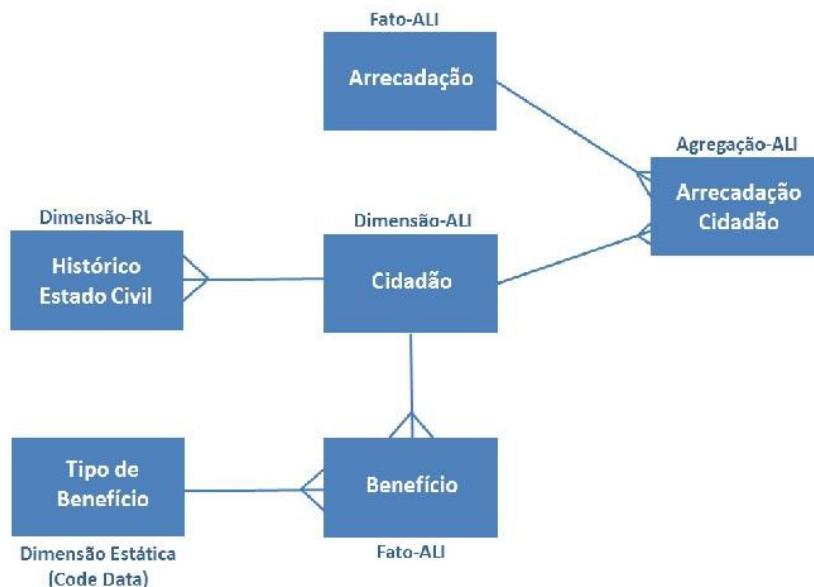 Fato-ALI
Arrecadação
Agregação-ALI
Arrecadação
Cidadão
Dimensão-RL
Histórico
Estado Civil
Dimensão-ALI
Cidadão
Tipo de
Benefício
Dimensão Estática
(Code Data)
Benefício
Fato-ALI